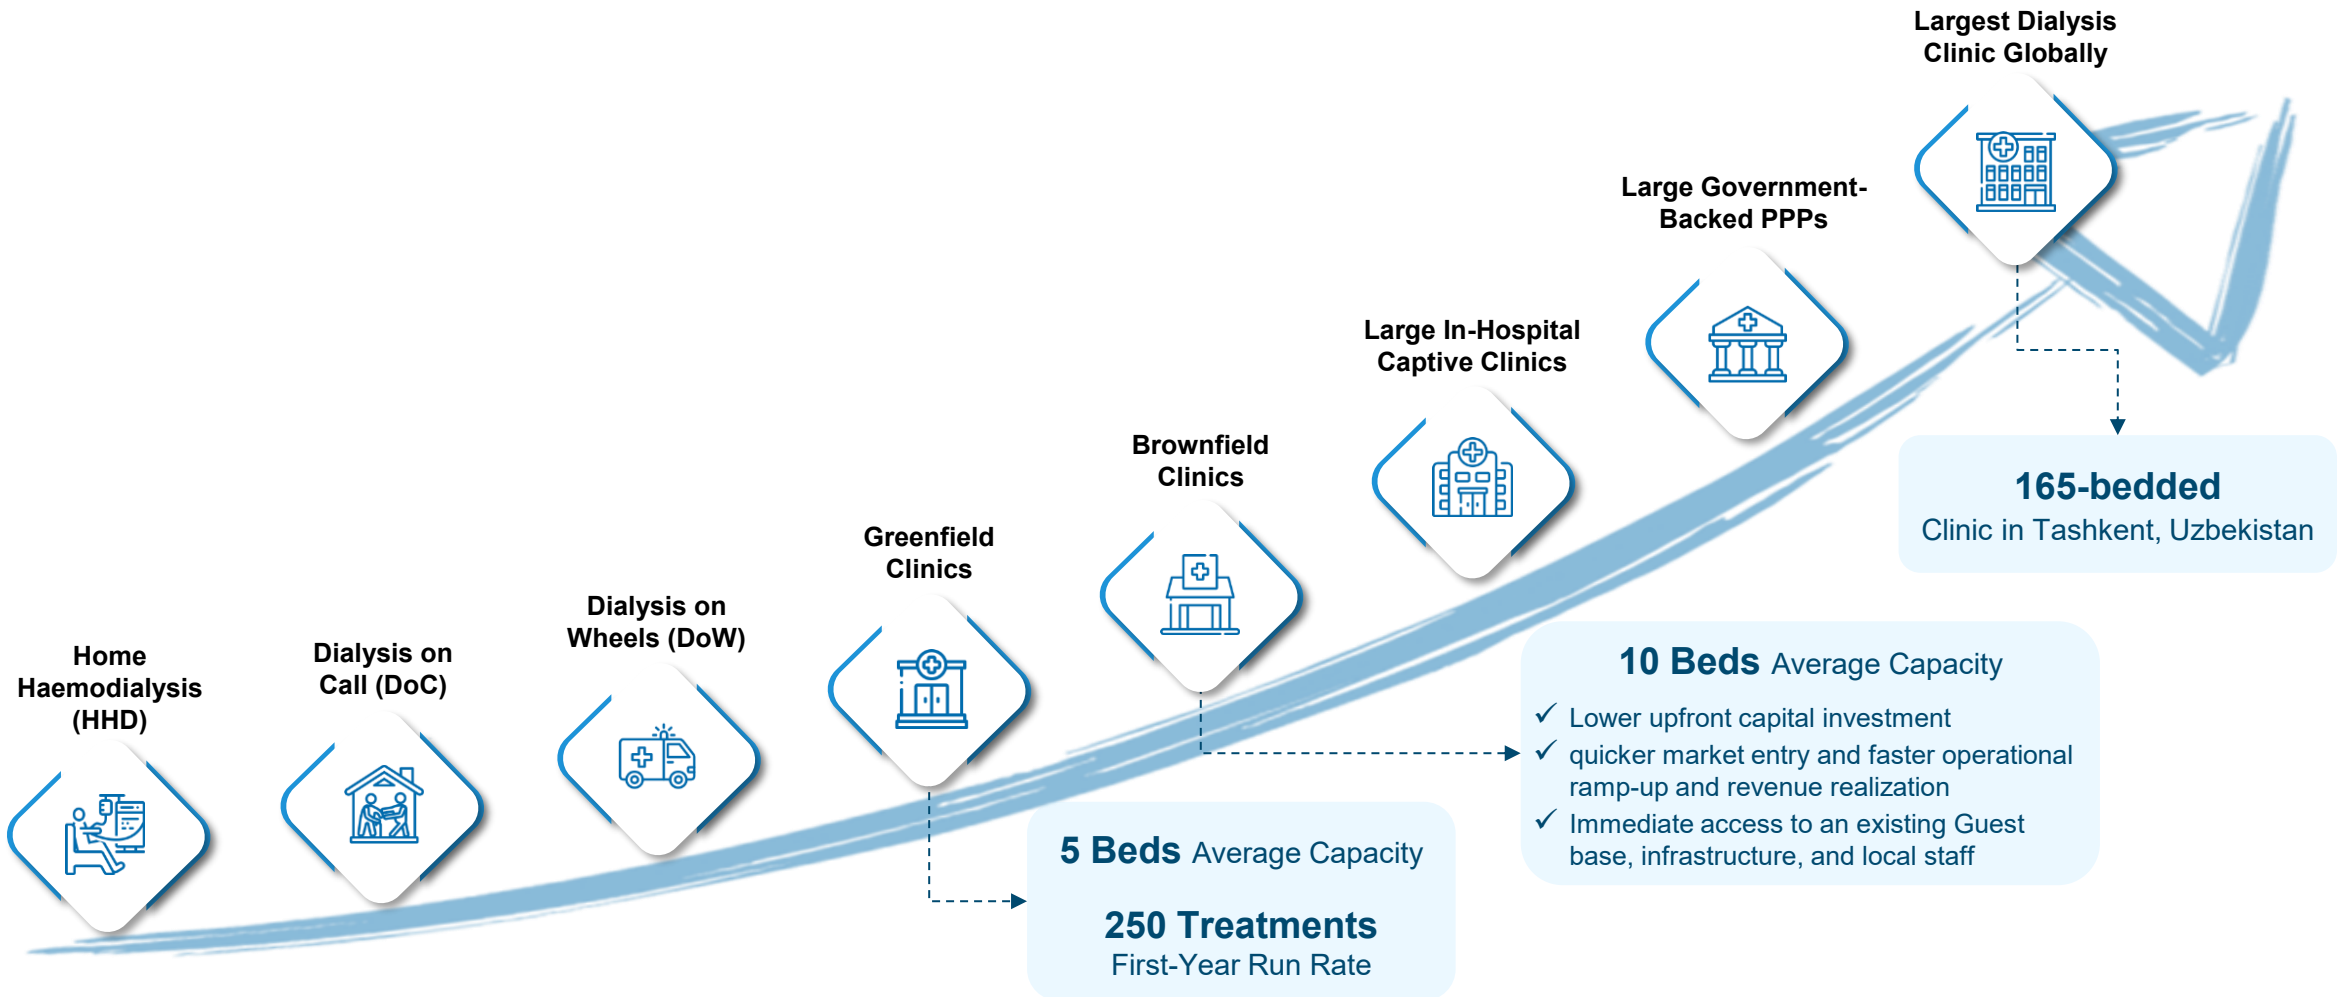 Home
Haemodialysis
(HHD)
Dialysis on
Call (DoC)
Dialysis on
Wheels (DoW)
Greenfield
Clinics
5 Beds Average Capacity
250 Treatments
First-Year Run Rate
Brownfield
Clinics
10 Beds Average Capacity
✓ Lower upfront capital investment
✓ quicker market entry and faster operational
ramp-up and revenue realization
✓ Immediate access to an existing Guest
base, infrastructure, and local staff
Large In-Hospital
Captive Clinics
Large Government-
Backed PPPs
Largest Dialysis
Clinic Globally
165-bedded
Clinic in Tashkent, Uzbekistan